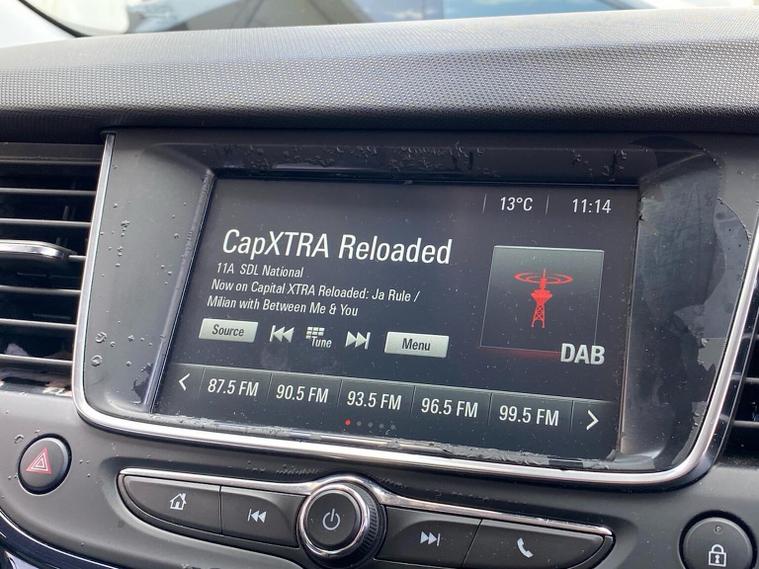 13°C 11:14
CapXTRA Reloaded
11A SDL National
Now on Capital XTRA Reloaded: Ja Rule /
Milian with Between Me & You
Source Tune Menu
DAB
87.5 FM 90.5 FM 93.5 FM 96.5 FM 99.5 FM